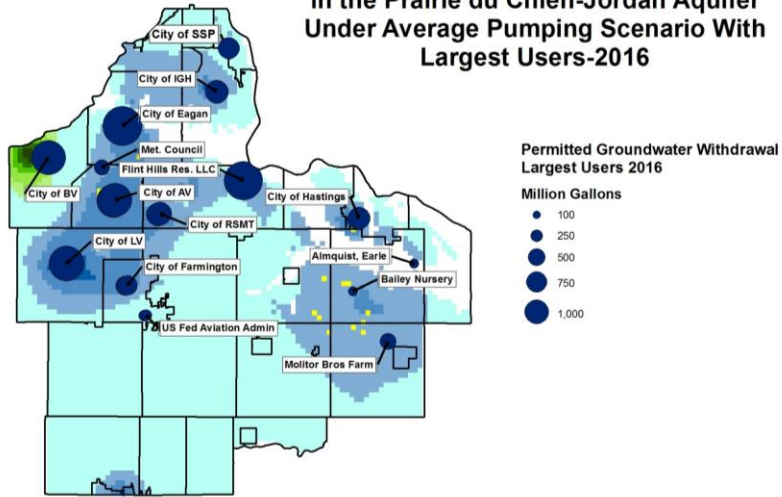 in the Prairie du Chien-Jordan Aquifer
Under Average Pumping Scenario With
Largest Users-2016
City of SSP
City of IGH
City of Eagan
Met. Council
Flint Hills Res. LLC
City of BV
City of AV
City of Hastings
City of RSMT
City of LV
Almquist, Earle
City of Farmington
Bailey Nursery
US Fed Aviation Admin
Molitor Bros Farm
Permitted Groundwater Withdrawal
Largest Users 2016
Million Gallons
100
250
500
750
1,000